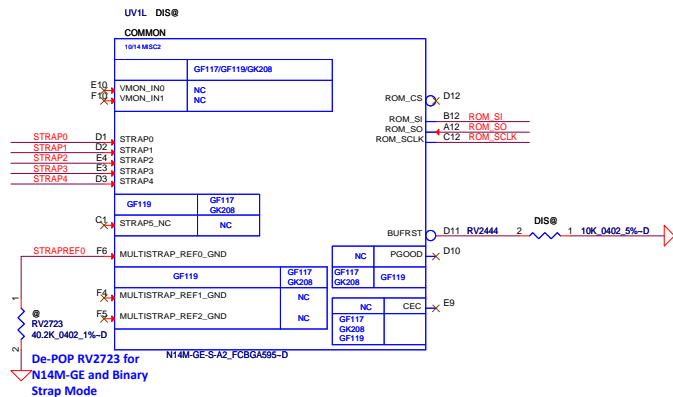 UV1L DIS@
COMMON
10/14 MISC2
GF117/GF119/GK208
E10 VMON_IN0 NC
F10 VMON_IN1 NC
ROM_CS D12
ROM_SI B12 ROM_SI
ROM_SO A12 ROM_SO
ROM_SCLK C12 ROM_SCLK
STRAP0 D1 STRAP0
STRAP1 D2 STRAP1
STRAP2 E4 STRAP2
STRAP3 E3 STRAP3
STRAP4 D3 STRAP4
GF119 GF117
GK208
C1 STRAP5_NC NC
DIS@
BUFRST D11 RV2444 2 1 10K_0402_5%~D
STRAPREF0 F6 MULTISTRAP_REF0_GND
NC PGOOD D10
GF119 GF117
GK208
GF117
GK208 GF119
F4 MULTISTRAP_REF1_GND NC
F5 MULTISTRAP_REF2_GND NC
NC CEC E9
GF117
GK208
GF119
1
@
RV2723
40.2K_0402_1%~D
2
N14M-GE-S-A2_FCBGA595~D
De-POP RV2723 for
N14M-GE and Binary
Strap Mode